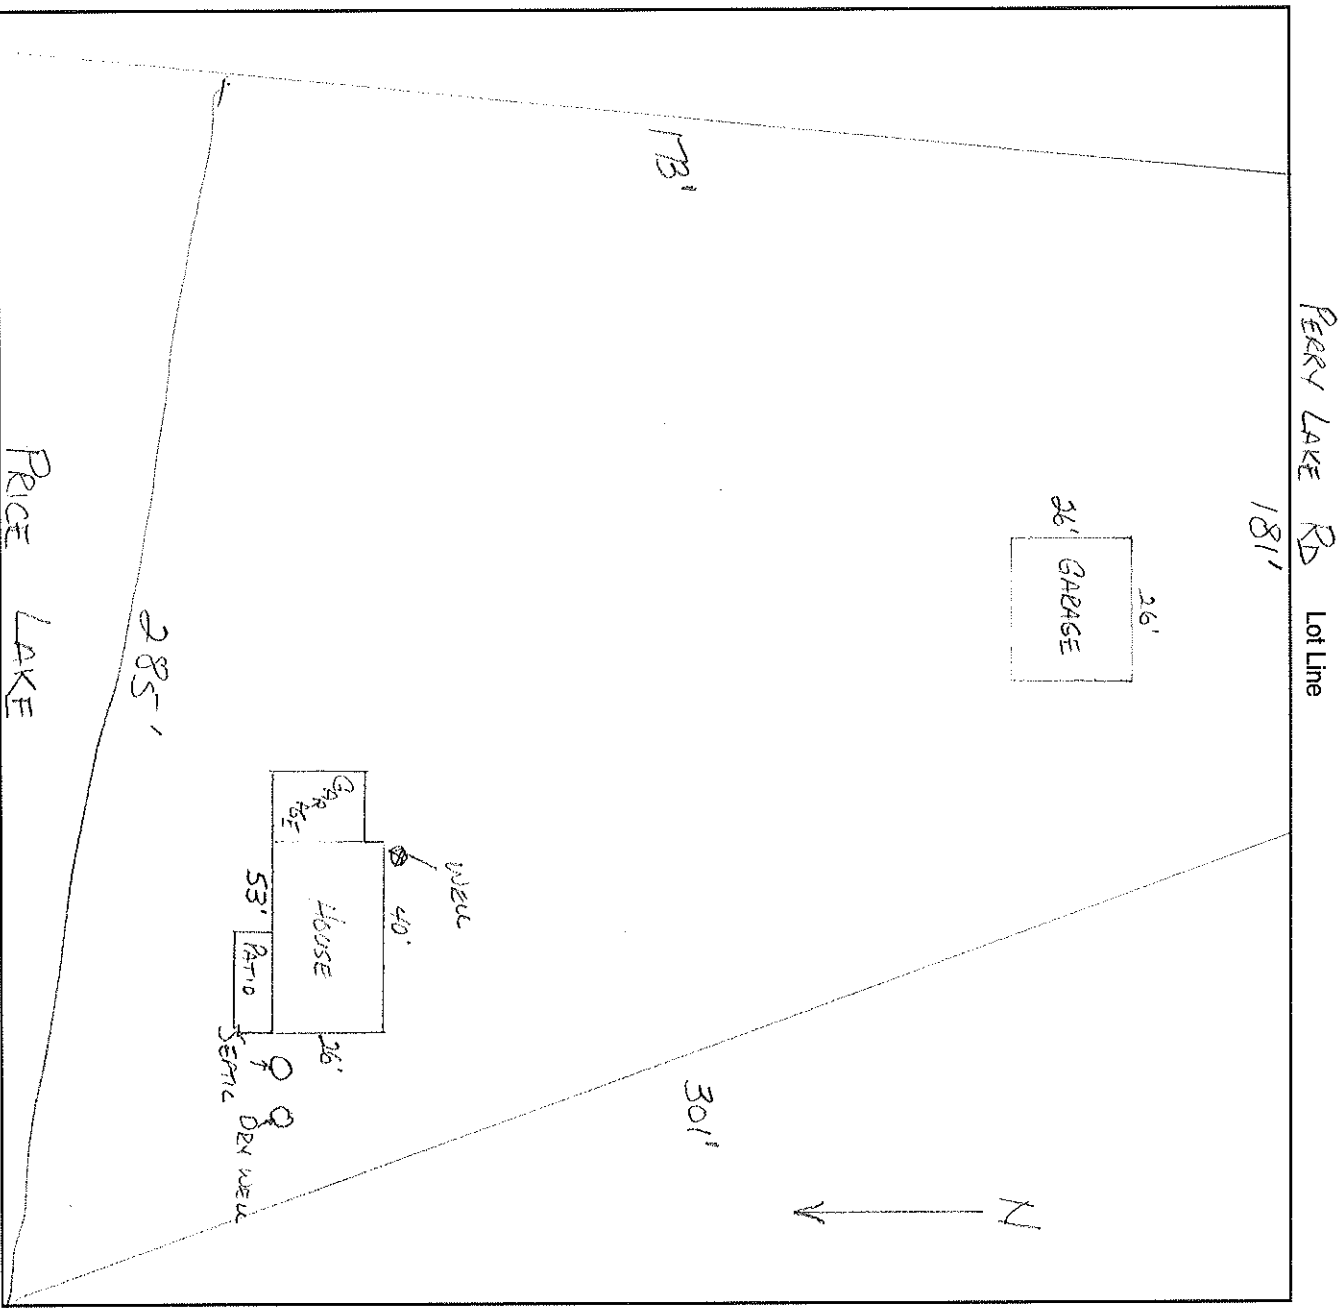 PERRY LAKE RD Lot Line
181'
26'
26' GARAGE
173'
WELL
40'
GARAGE
HOUSE
26'
53'
PATIO
SEPTIC
DRY WELL
301'
N
285'
PRICE LAKE